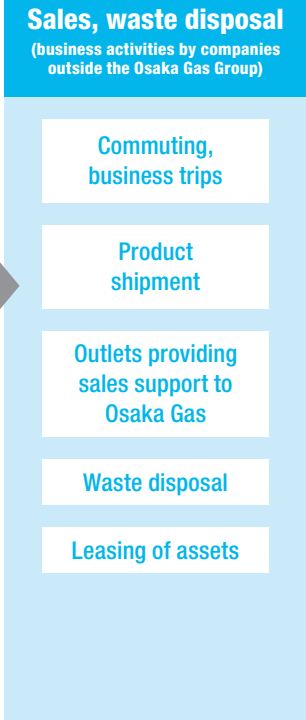 Sales, waste disposal
(business activities by companies
outside the Osaka Gas Group)
Commuting,
business trips
Product
shipment
Outlets providing
sales support to
Osaka Gas
Waste disposal
Leasing of assets